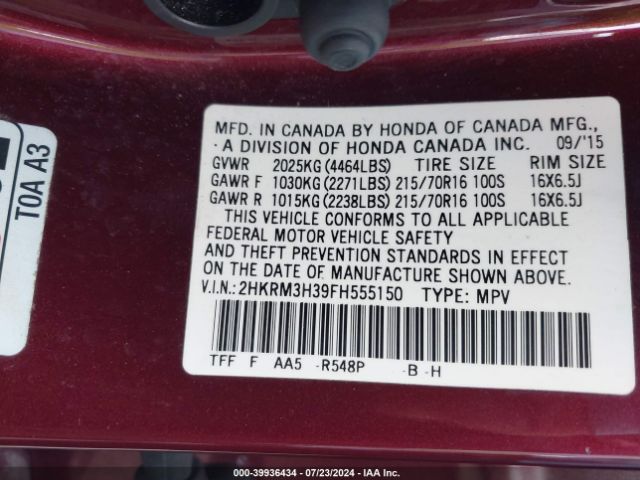 MFD. IN CANADA BY HONDA OF CANADA MFG.,
A DIVISION OF HONDA CANADA INC. 09/'15
GVWR 2025KG (4464LBS) TIRE SIZE RIM SIZE
GAWR F 1030KG (2271LBS) 215/70R16 100S 16X6.5J
GAWR R 1015KG (2238LBS) 215/70R16 100S 16X6.5J
THIS VEHICLE CONFORMS TO ALL APPLICABLE
FEDERAL MOTOR VEHICLE SAFETY
AND THEFT PREVENTION STANDARDS IN EFFECT
ON THE DATE OF MANUFACTURE SHOWN ABOVE.
V.I.N.: 2HKRM3H39FH555150 TYPE: MPV
TFF F AA5 -R548P -B -H
T0A A3
000-39936434 - 07/23/2024 - IAA Inc.